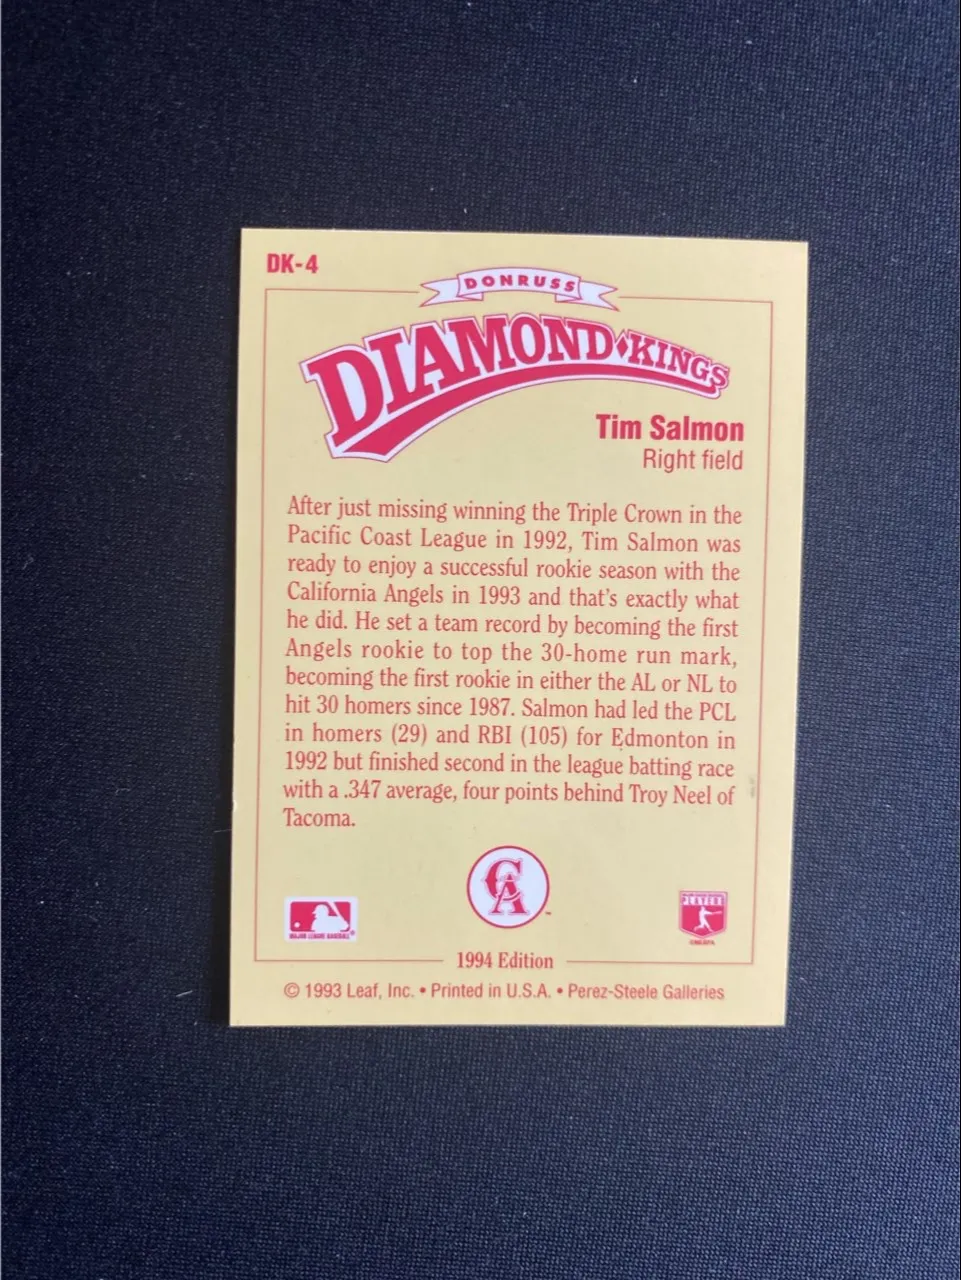 DK-4
DONRUSS
DIAMOND♦KINGS
Tim Salmon
Right field
After just missing winning the Triple Crown in the
Pacific Coast League in 1992, Tim Salmon was
ready to enjoy a successful rookie season with the
California Angels in 1993 and that's exactly what
he did. He set a team record by becoming the first
Angels rookie to top the 30-home run mark,
becoming the first rookie in either the AL or NL to
hit 30 homers since 1987. Salmon had led the PCL
in homers (29) and RBI (105) for Edmonton in
1992 but finished second in the league batting race
with a .347 average, four points behind Troy Neel of
Tacoma.
CA ™
MAJOR LEAGUE BASEBALL®
PLAYERS
1994 Edition
© 1993 Leaf, Inc. • Printed in U.S.A. • Perez-Steele Galleries